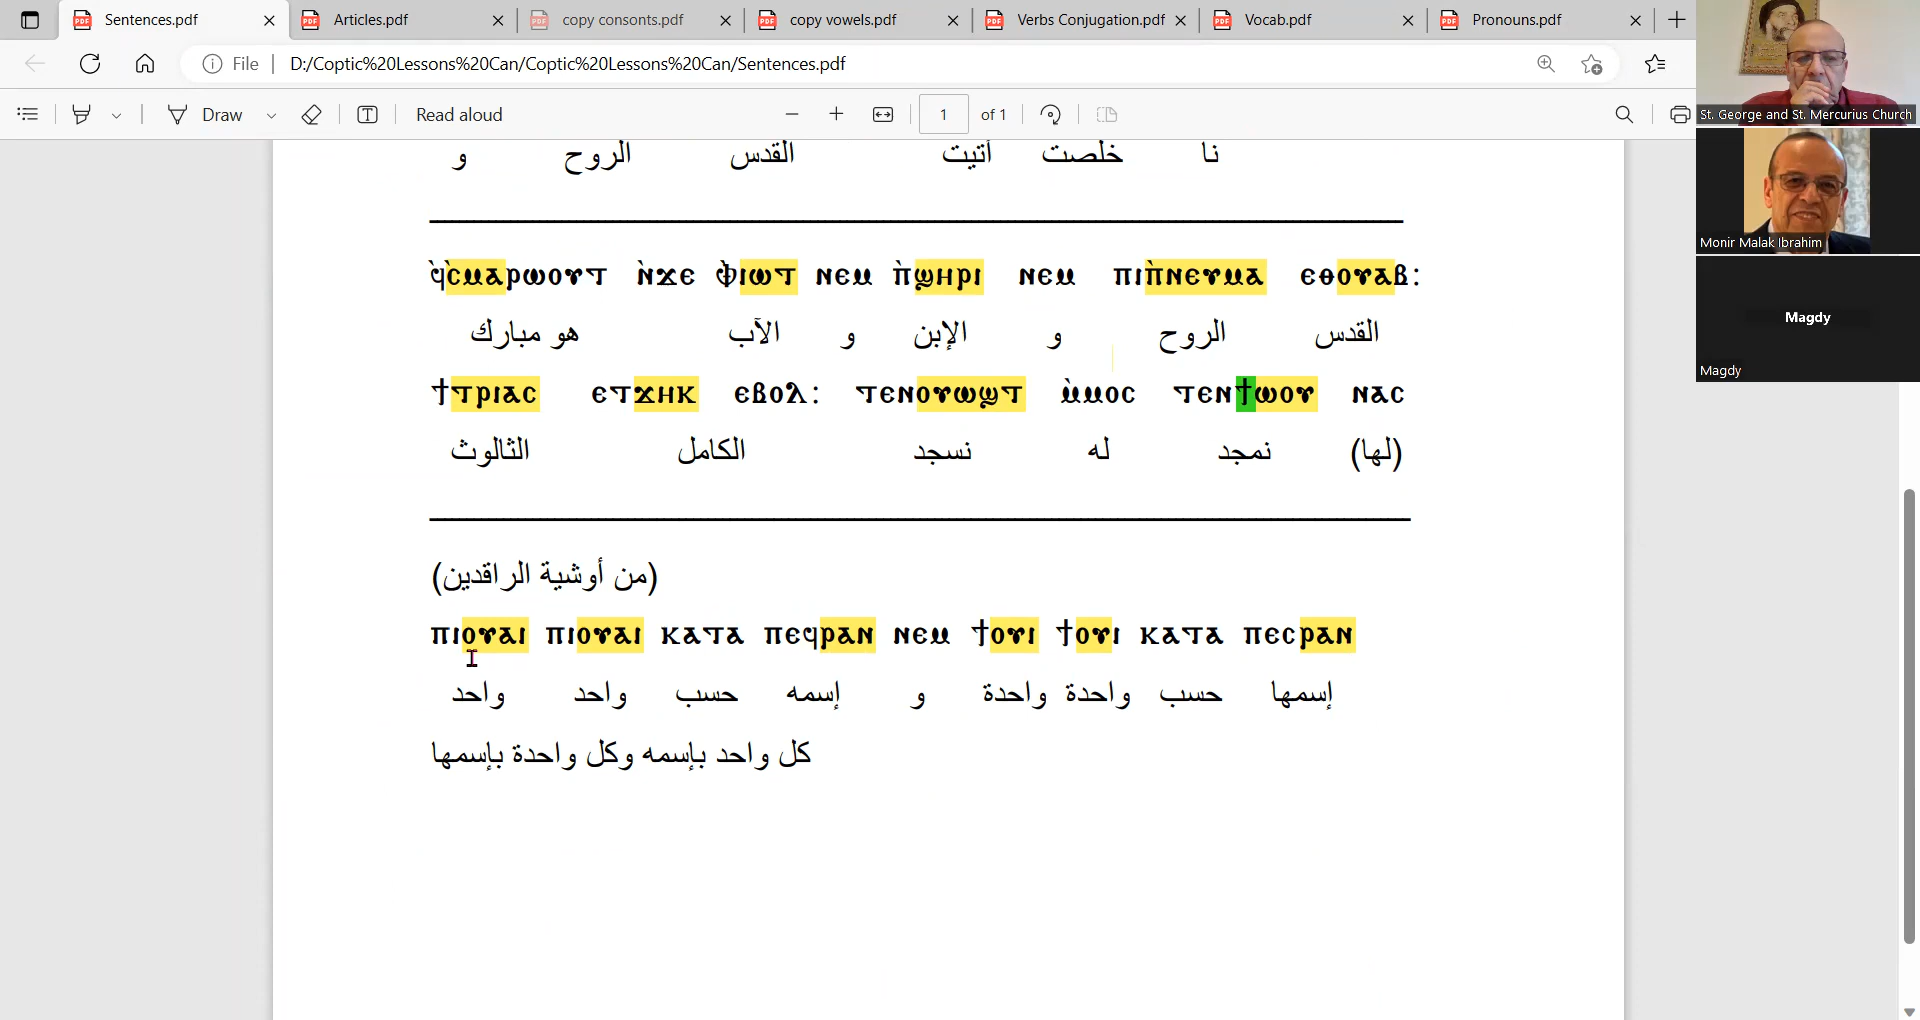 Sentences.pdf
Articles.pdf
copy consonts.pdf
copy vowels.pdf
Verbs Conjugation.pdf
Vocab.pdf
Pronouns.pdf
File
D:/Coptic%20Lessons%20Can/Coptic%20Lessons%20Can/Sentences.pdf
Draw
Read aloud
1
of 1
St. George and St. Mercurius Church
Monir Malak Ibrahim
Magdy
Magdy
و الروح القدس أتيت خلصت نا
ϥ̀ⲥ̀ⲙⲁⲣⲱⲟⲩⲧ ⲛ̀ϫⲉ ⲫ̀ⲓⲱⲧ ⲛⲉⲙ ⲡ̀ϣⲏⲣⲓ ⲛⲉⲙ ⲡⲓⲡ̀ⲛⲉⲩⲙⲁ ⲉⲑⲟⲩⲁⲃ:
هو مبارك الآب و الإبن و الروح القدس
ϯⲧⲣⲓⲁⲥ ⲉⲧϫⲏⲕ ⲉⲃⲟⲗ: ⲧⲉⲛⲟⲩⲱϣⲧ ⲙ̀ⲙⲟⲥ ⲧⲉⲛϯⲱⲟⲩ ⲛⲁⲥ
الثالوث الكامل نسجد له نمجد (لها)
(من أوشية الراقدين)
ⲡⲓⲟⲩⲁⲓ ⲡⲓⲟⲩⲁⲓ ⲕⲁⲧⲁ ⲡⲉϥⲣⲁⲛ ⲛⲉⲙ ϯⲟⲩⲓ ϯⲟⲩⲓ ⲕⲁⲧⲁ ⲡⲉⲥⲣⲁⲛ
واحد واحد حسب إسمه و واحدة واحدة حسب إسمها
كل واحد بإسمه وكل واحدة بإسمها